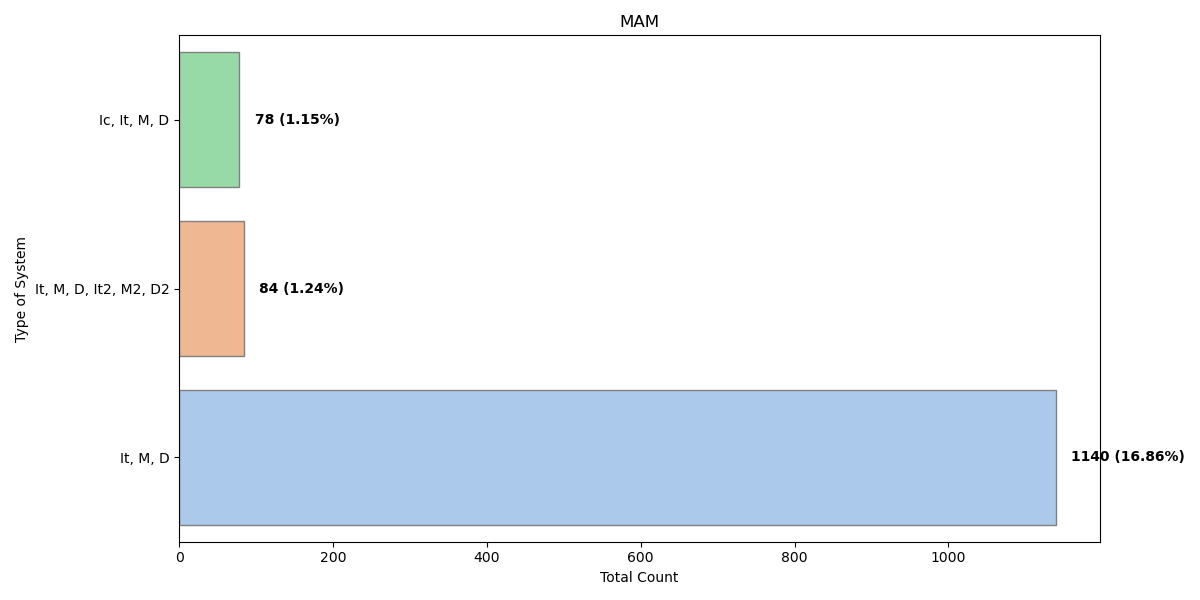 MAM
Type of System
Ic, It, M, D
78 (1.15%)
It, M, D, It2, M2, D2
84 (1.24%)
It, M, D
1140 (16.86%)
0 200 400 600 800 1000
Total Count